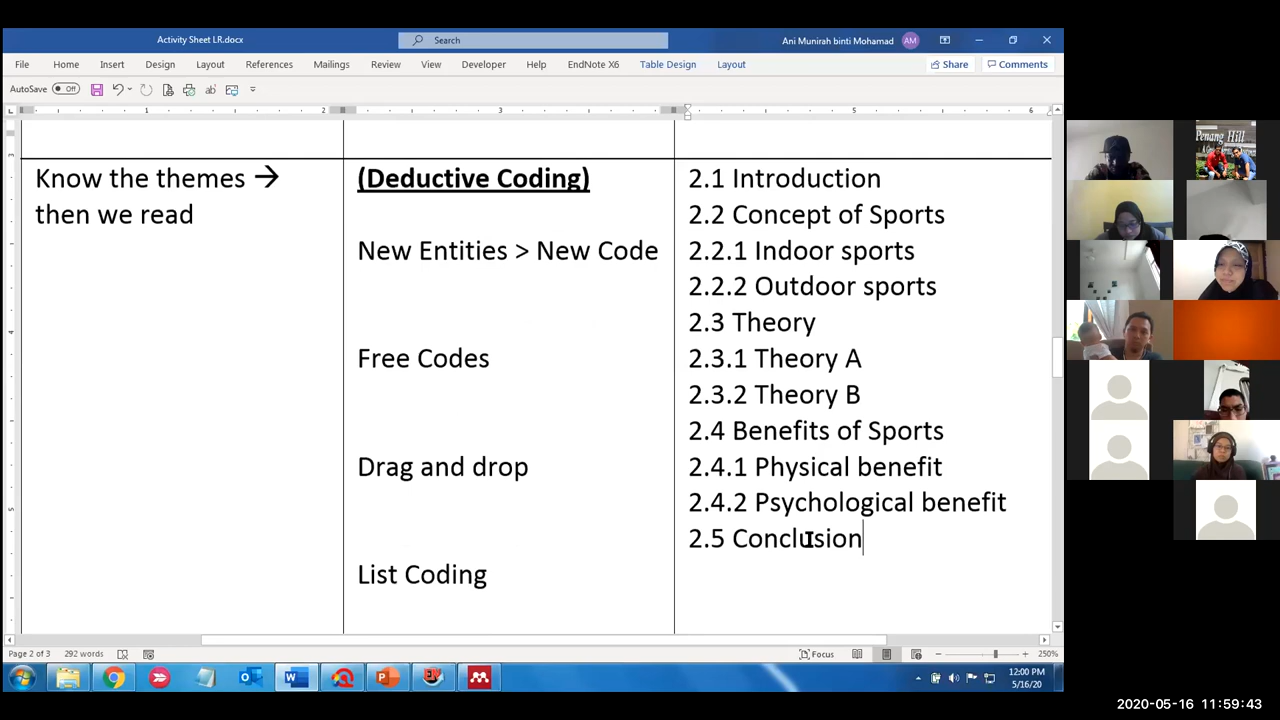 Activity Sheet LR.docx
Search
Ani Munirah binti Mohamad
AM
File
Home
Insert
Design
Layout
References
Mailings
Review
View
Developer
Help
EndNote X6
Table Design
Layout
Share
Comments
AutoSave
Off
1
2
3
5
6
Know the themes →
then we read
(Deductive Coding)
New Entities > New Code
Free Codes
Drag and drop
List Coding
2.1 Introduction
2.2 Concept of Sports
2.2.1 Indoor sports
2.2.2 Outdoor sports
2.3 Theory
2.3.1 Theory A
2.3.2 Theory B
2.4 Benefits of Sports
2.4.1 Physical benefit
2.4.2 Psychological benefit
2.5 Conclusion
Penang Hill
Page 2 of 3
292 words
Focus
250%
12:00 PM
5/16/20
2020-05-16 11:59:43